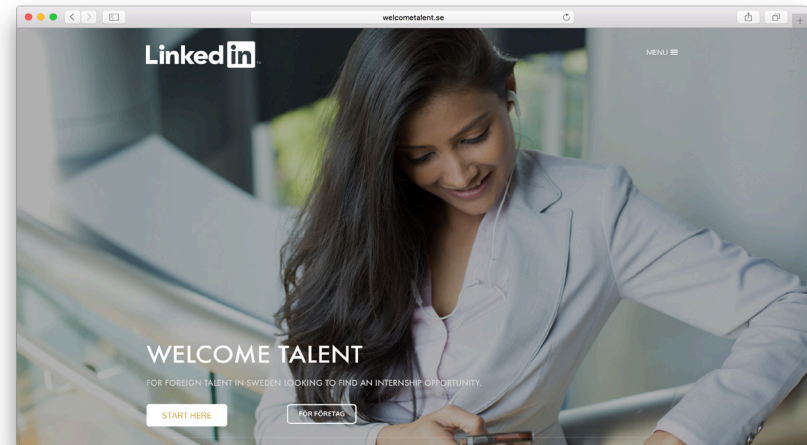 welcometalent.se
Linked in
MENU
WELCOME TALENT
FOR FOREIGN TALENT IN SWEDEN LOOKING TO FIND AN INTERNSHIP OPPORTUNITY.
START HERE
FÖR FÖRETAG